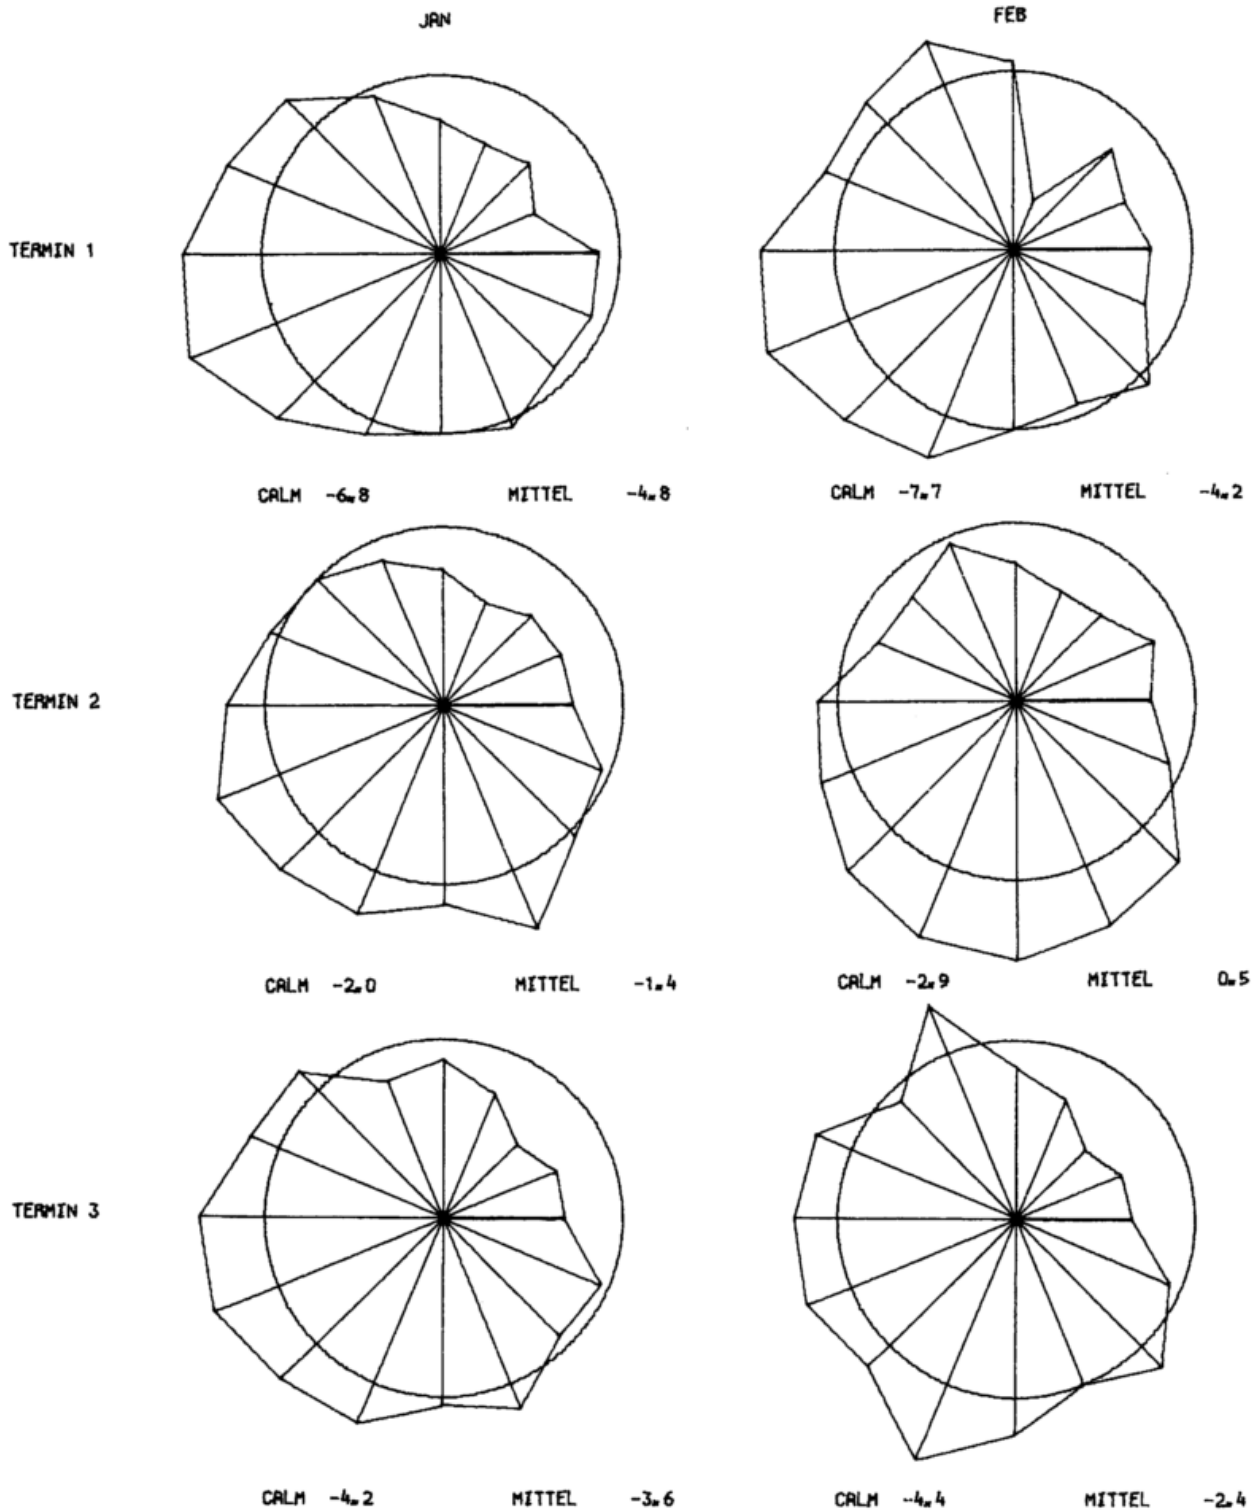 JAN FEB
TERMIN 1
CALM -6.8 MITTEL -4.8 CALM -7.7 MITTEL -4.2
TERMIN 2
CALM -2.0 MITTEL -1.4 CALM -2.9 MITTEL 0.5
TERMIN 3
CALM -4.2 MITTEL -3.6 CALM -4.4 MITTEL -2.4